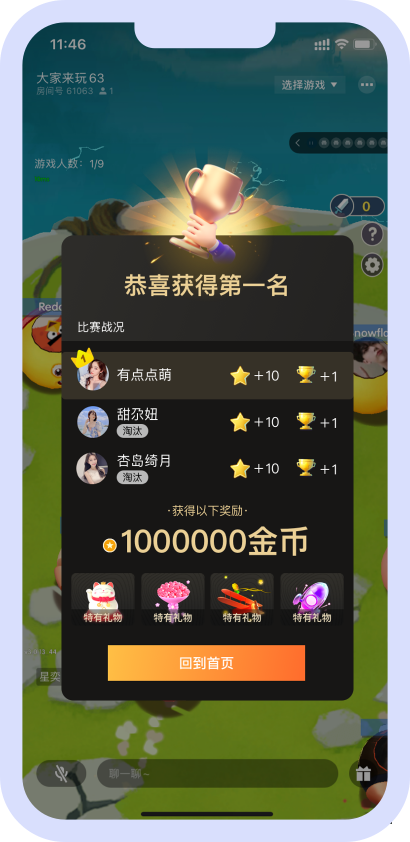 11:46
大家来玩63
房间号 61063 1
选择游戏
游戏人数：1/9
0
恭喜获得第一名
Redd
比赛战况
nowflo
1
有点点萌
+10
+1
甜尕妞
淘汰
+10
+1
杏岛绮月
淘汰
+10
+1
·获得以下奖励·
1000000金币
特有礼物
特有礼物
特有礼物
特有礼物
回到首页
星奕
聊一聊~